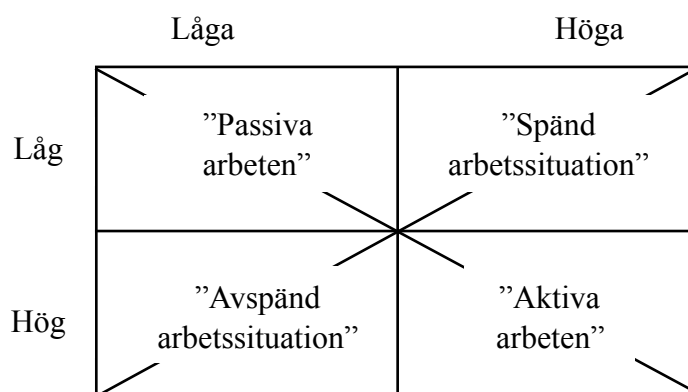 Låga Höga
Låg
”Passiva
arbeten”
”Spänd
arbetssituation”
Hög
”Avspänd
arbetssituation”
”Aktiva
arbeten”